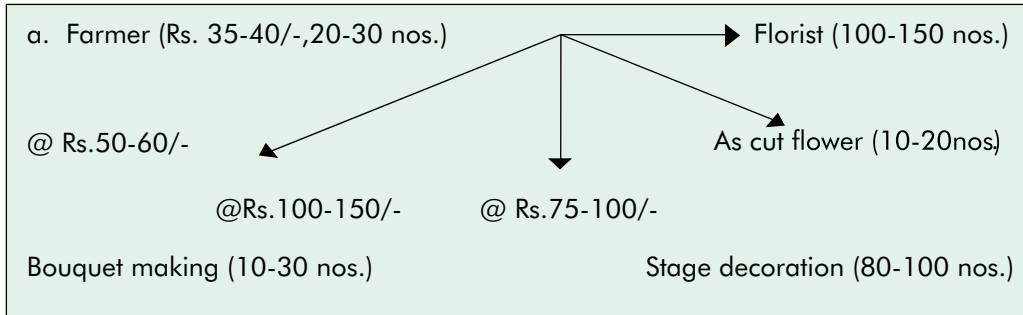 a. Farmer (Rs. 35-40/-,20-30 nos.) Florist (100-150 nos.)
@ Rs.50-60/- As cut flower (10-20nos)
@Rs.100-150/- @ Rs.75-100/-
Bouquet making (10-30 nos.) Stage decoration (80-100 nos.)